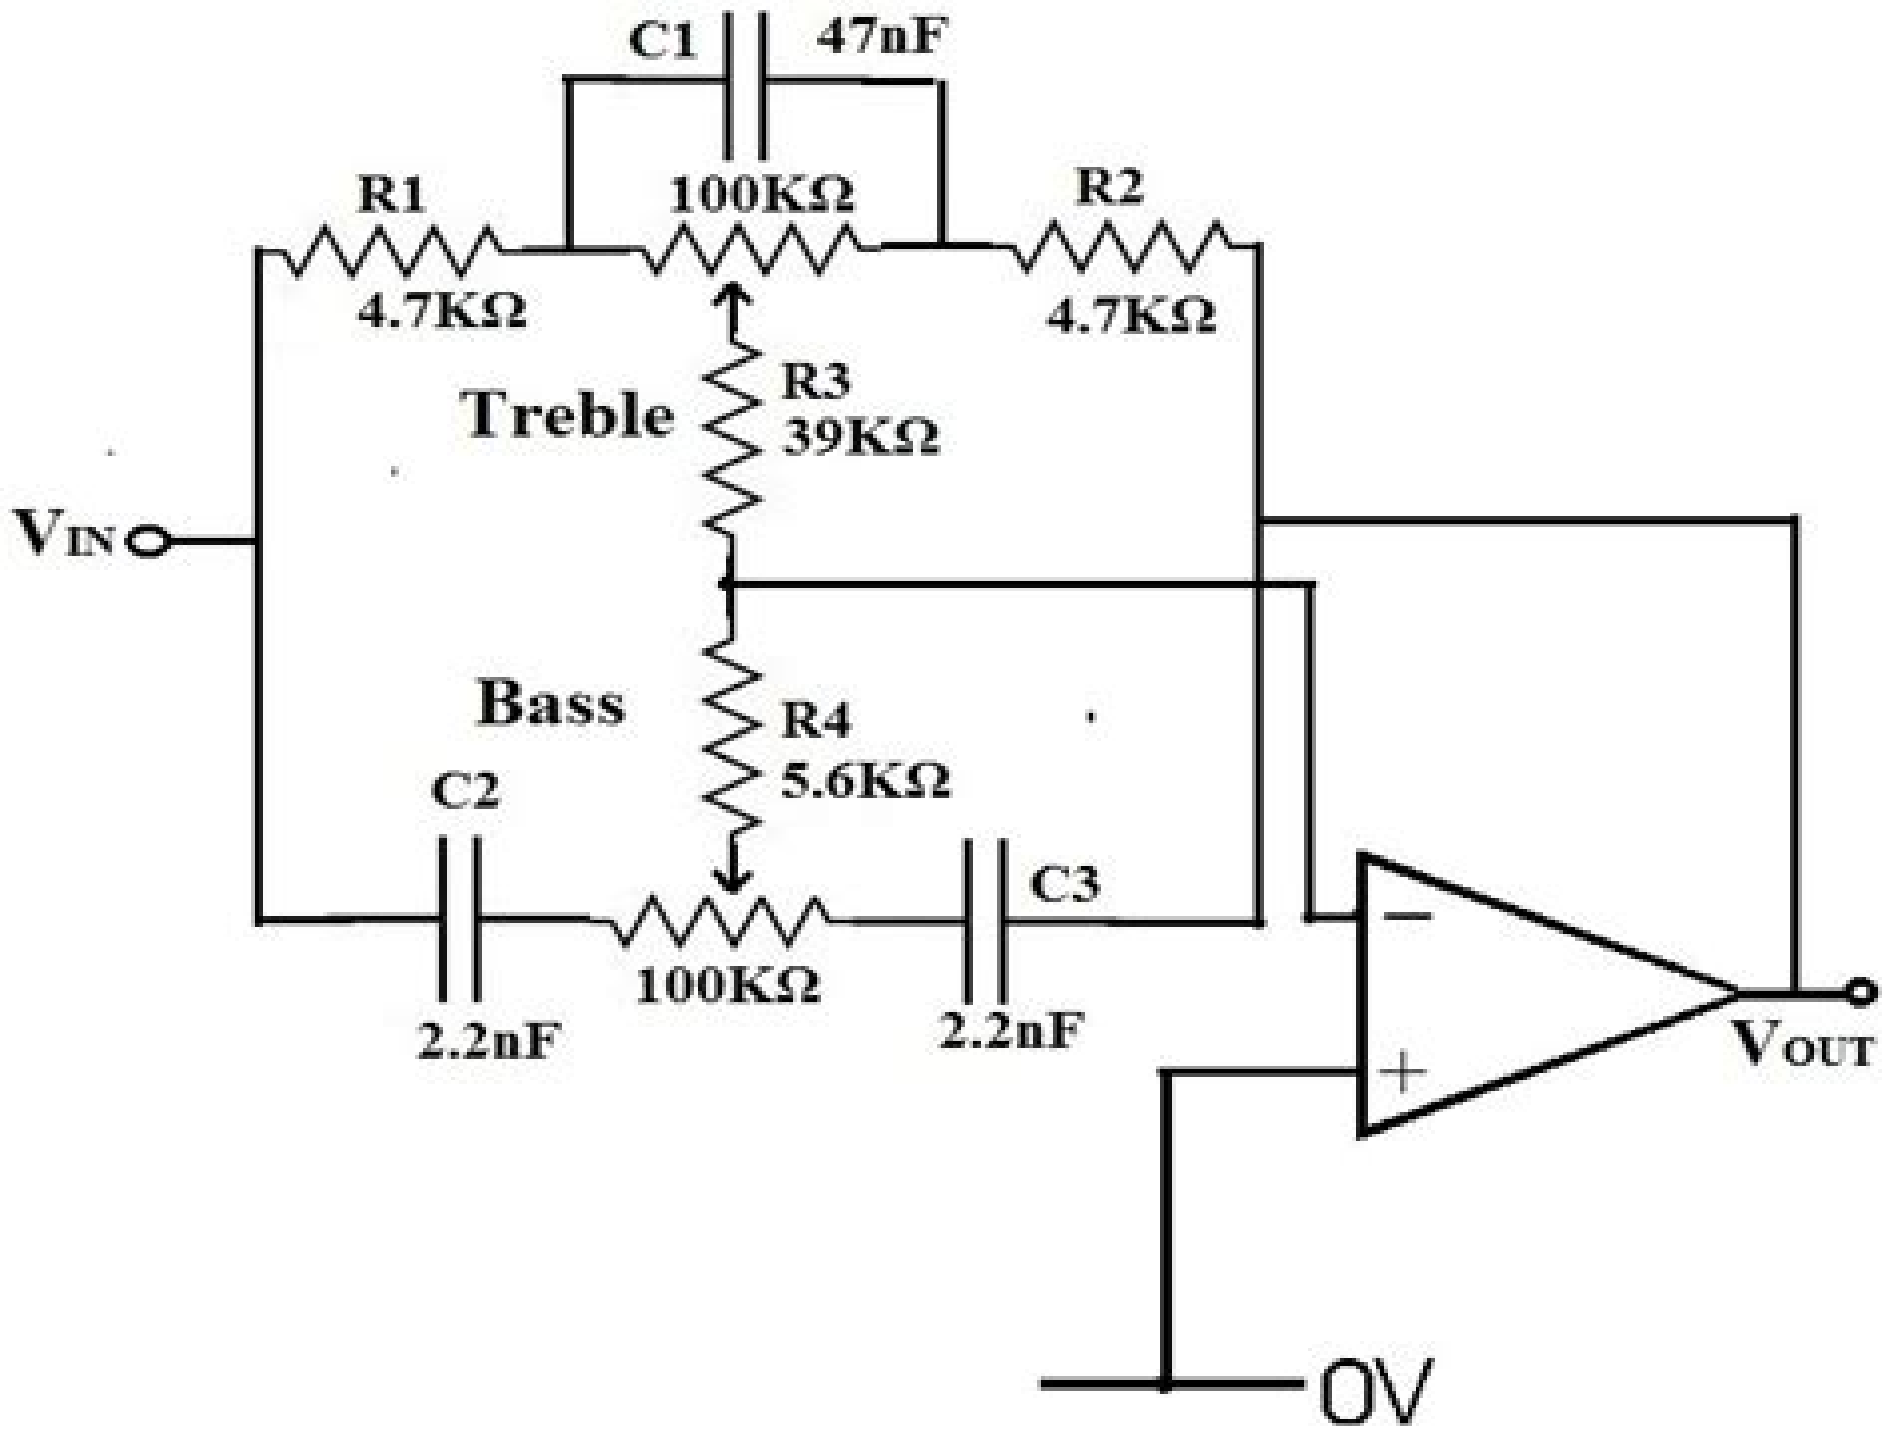 C1 47nF
R1 100KΩ R2
4.7KΩ 4.7KΩ
R3
Treble 39KΩ
VIN
Bass R4
5.6KΩ
C2
C3
−
100KΩ
2.2nF 2.2nF
VOUT
+
0V